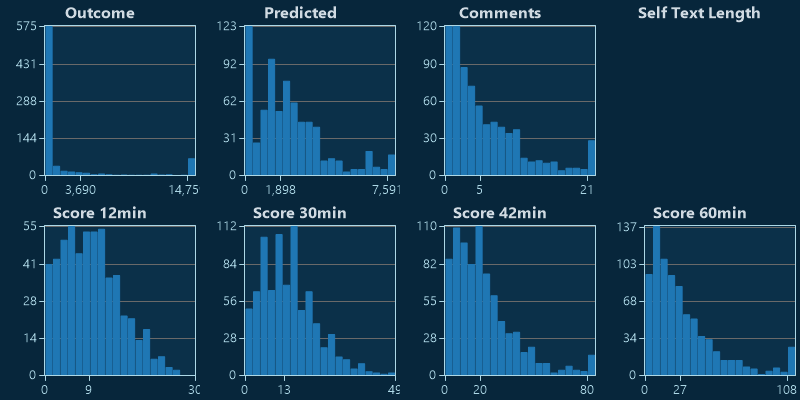 Outcome
575
431
288
144
0
0 3,690 14,75
Predicted
123
92
62
31
0
0 1,898 7,591
Comments
120
90
60
30
0
0 5 21
Self Text Length
Score 12min
55
41
28
14
0
0 9 30
Score 30min
112
84
56
28
0
0 13 49
Score 42min
110
82
55
28
0
0 20 80
Score 60min
137
103
68
34
0
0 27 108